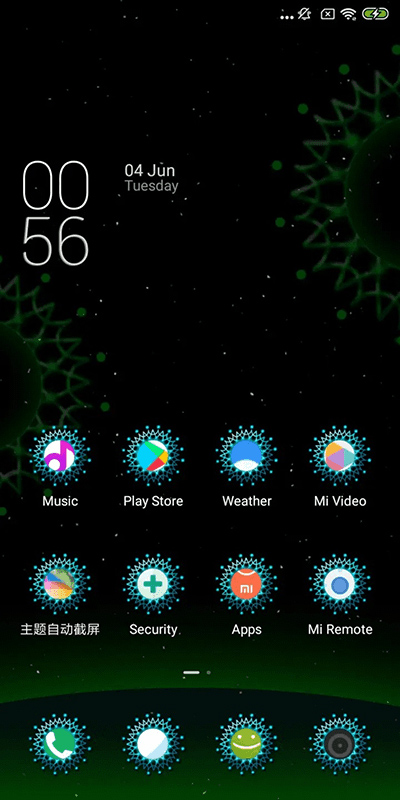 00
56
04 Jun
Tuesday
Music
Play Store
Weather
Mi Video
主题自动截屏
Security
mi
Apps
Mi Remote